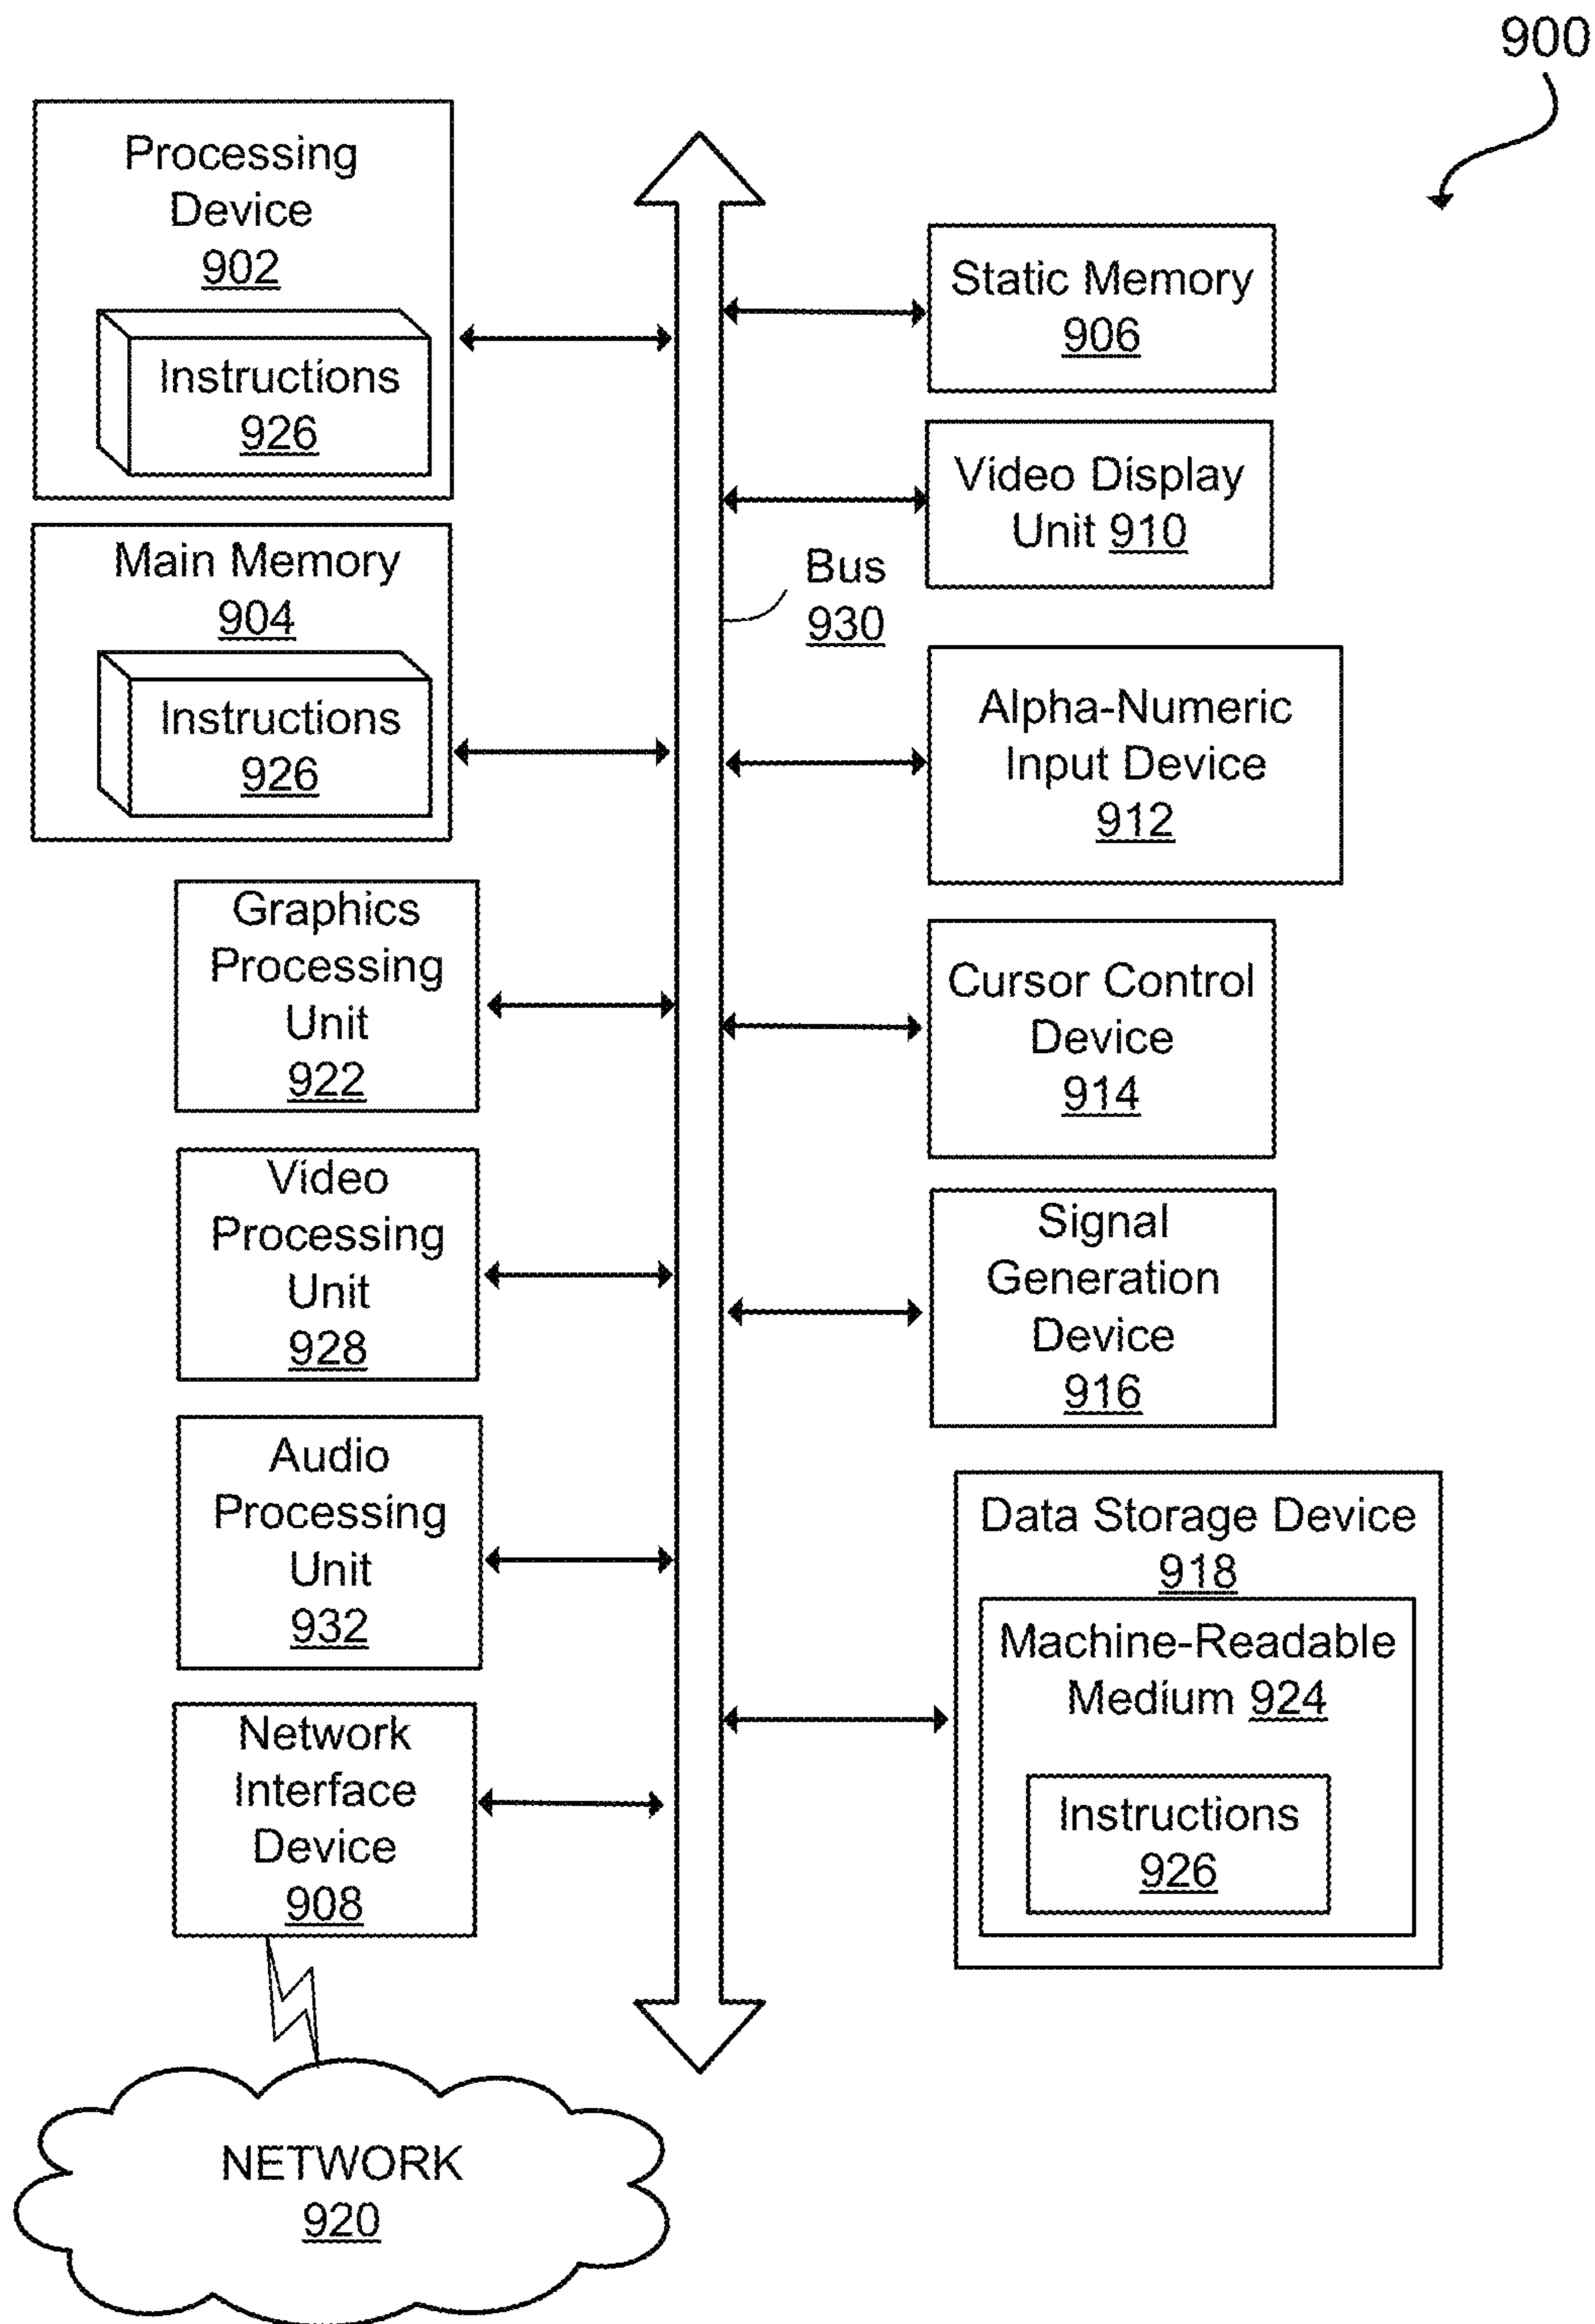 900
Processing
Device
902
Instructions
926
Main Memory
904
Instructions
926
Graphics
Processing
Unit
922
Video
Processing
Unit
928
Audio
Processing
Unit
932
Network
Interface
Device
908
NETWORK
920
Bus
930
Static Memory
906
Video Display
Unit 910
Alpha-Numeric
Input Device
912
Cursor Control
Device
914
Signal
Generation
Device
916
Data Storage Device
918
Machine-Readable
Medium 924
Instructions
926